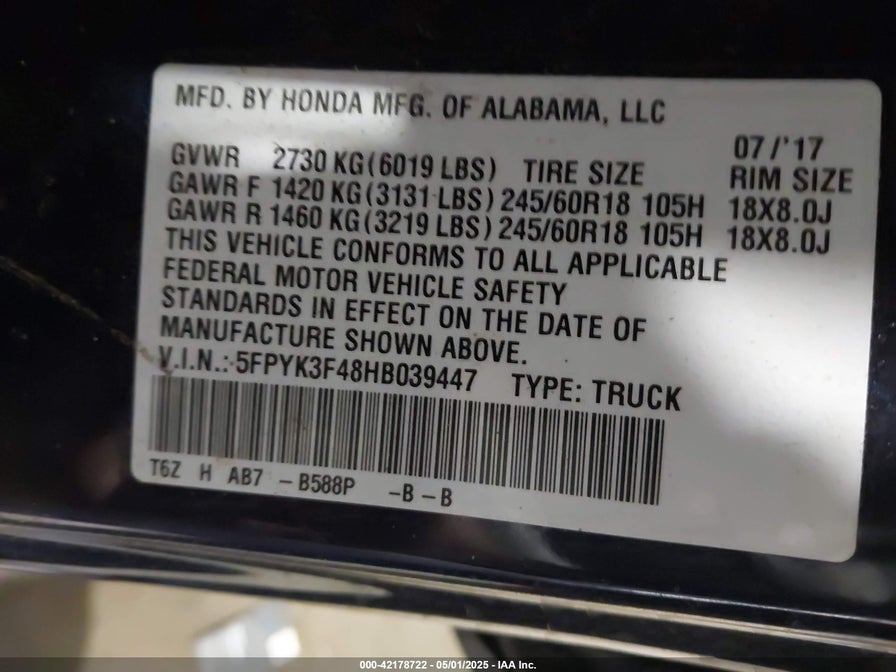 MFD. BY HONDA MFG. OF ALABAMA, LLC
07/'17
GVWR 2730 KG(6019 LBS) TIRE SIZE RIM SIZE
GAWR F 1420 KG(3131 LBS) 245/60R18 105H 18X8.0J
GAWR R 1460 KG(3219 LBS) 245/60R18 105H 18X8.0J
THIS VEHICLE CONFORMS TO ALL APPLICABLE
FEDERAL MOTOR VEHICLE SAFETY
STANDARDS IN EFFECT ON THE DATE OF
MANUFACTURE SHOWN ABOVE.
V.I.N.: 5FPYK3F48HB039447 TYPE: TRUCK
T6Z H AB7 - B588P -B-B
000-42178722 - 05/01/2025 - IAA Inc.